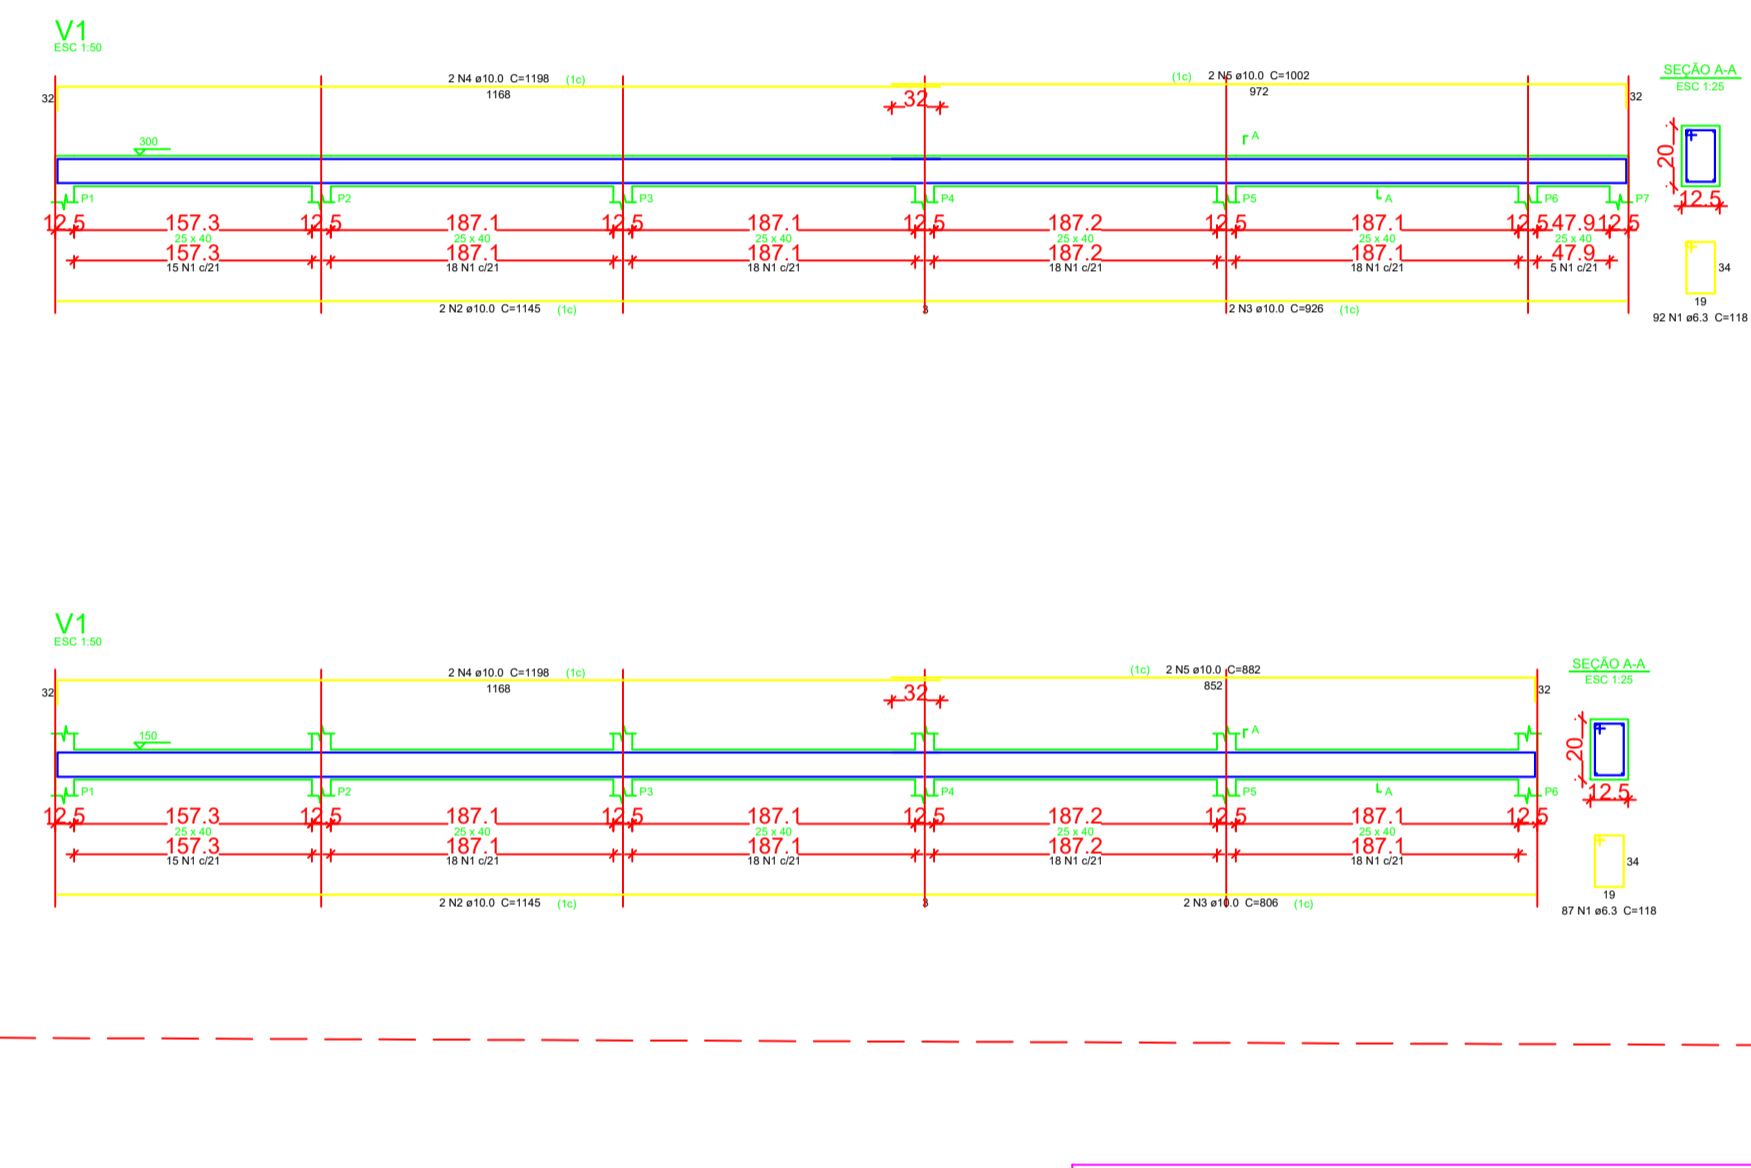 V1
ESC 1:50
2 N4 ø10.0 C=1198 (1c)
(1c) 2 N5 ø10.0 C=1002
32
1168
32
972
32
SEÇÃO A-A
ESC 1:25
300
A
20
12.5
P1
P2
P3
P4
P5
A
P6
P7
12.5 157.3 12.5 187.1 12.5 187.1 12.5 187.2 12.5 187.1 12.5 47.9 12.5
25 x 40 25 x 40 25 x 40 25 x 40 25 x 40 25 x 40
157.3 187.1 187.1 187.2 187.1 47.9
15 N1 c/21 18 N1 c/21 18 N1 c/21 18 N1 c/21 18 N1 c/21 5 N1 c/21
34
19
92 N1 ø6.3 C=118
2 N2 ø10.0 C=1145 (1c)
3
2 N3 ø10.0 C=926 (1c)
V1
ESC 1:50
2 N4 ø10.0 C=1198 (1c)
(1c) 2 N5 ø10.0 C=882
32
1168
32
852
32
SEÇÃO A-A
ESC 1:25
150
A
20
12.5
P1
P2
P3
P4
P5
A
P6
12.5 157.3 12.5 187.1 12.5 187.1 12.5 187.2 12.5 187.1 12.5
25 x 40 25 x 40 25 x 40 25 x 40 25 x 40
157.3 187.1 187.1 187.2 187.1
15 N1 c/21 18 N1 c/21 18 N1 c/21 18 N1 c/21 18 N1 c/21
34
19
87 N1 ø6.3 C=118
2 N2 ø10.0 C=1145 (1c)
3
2 N3 ø10.0 C=806 (1c)